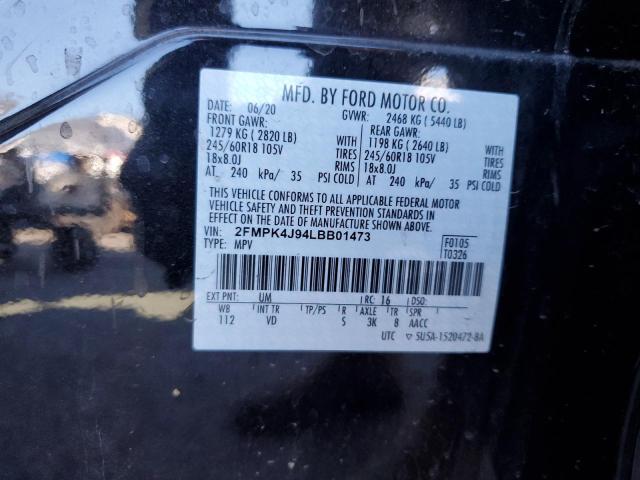 MFD. BY FORD MOTOR CO.
DATE: 06/20 GVWR: 2468 KG ( 5440 LB)
FRONT GAWR: REAR GAWR:
1279 KG ( 2820 LB) WITH 1198 KG ( 2640 LB) WITH
245/60R18 105V TIRES 245/60R18 105V TIRES
18x8.0J RIMS 18x8.0J RIMS
AT 240 kPa/ 35 PSI COLD AT 240 kPa/ 35 PSI COLD
THIS VEHICLE CONFORMS TO ALL APPLICABLE FEDERAL MOTOR
VEHICLE SAFETY AND THEFT PREVENTION STANDARDS IN
EFFECT ON THE DATE OF MANUFACTURE SHOWN ABOVE.
VIN: 2FMPK4J94LBB01473 F0105
TYPE: MPV T0326
EXT PNT: UM RC: 16 DSO:
WB INT TR TP/PS R AXLE TR SPR
112 VD S 3K 8 AACC
UTC ▽ SU5A-1520472-BA